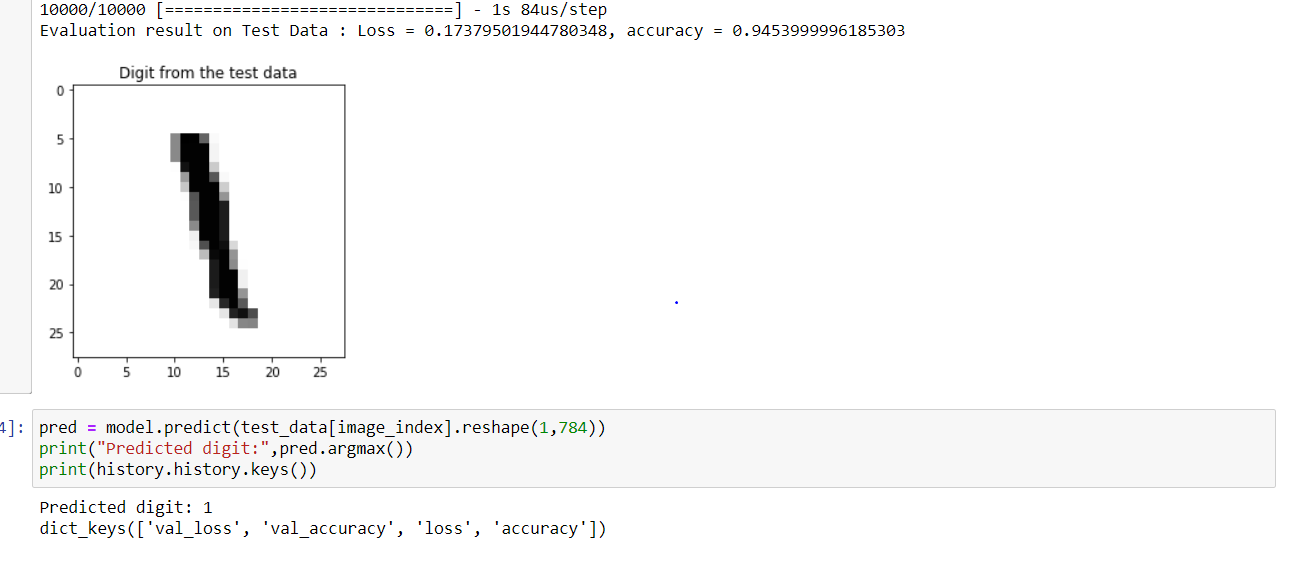 10000/10000 [==============================] - 1s 84us/step
Evaluation result on Test Data : Loss = 0.17379501944780348, accuracy = 0.9453999996185303
Digit from the test data
0
5
10
15
20
25
0 5 10 15 20 25
4]: pred = model.predict(test_data[image_index].reshape(1,784))
print("Predicted digit:",pred.argmax())
print(history.history.keys())
Predicted digit: 1
dict_keys(['val_loss', 'val_accuracy', 'loss', 'accuracy'])